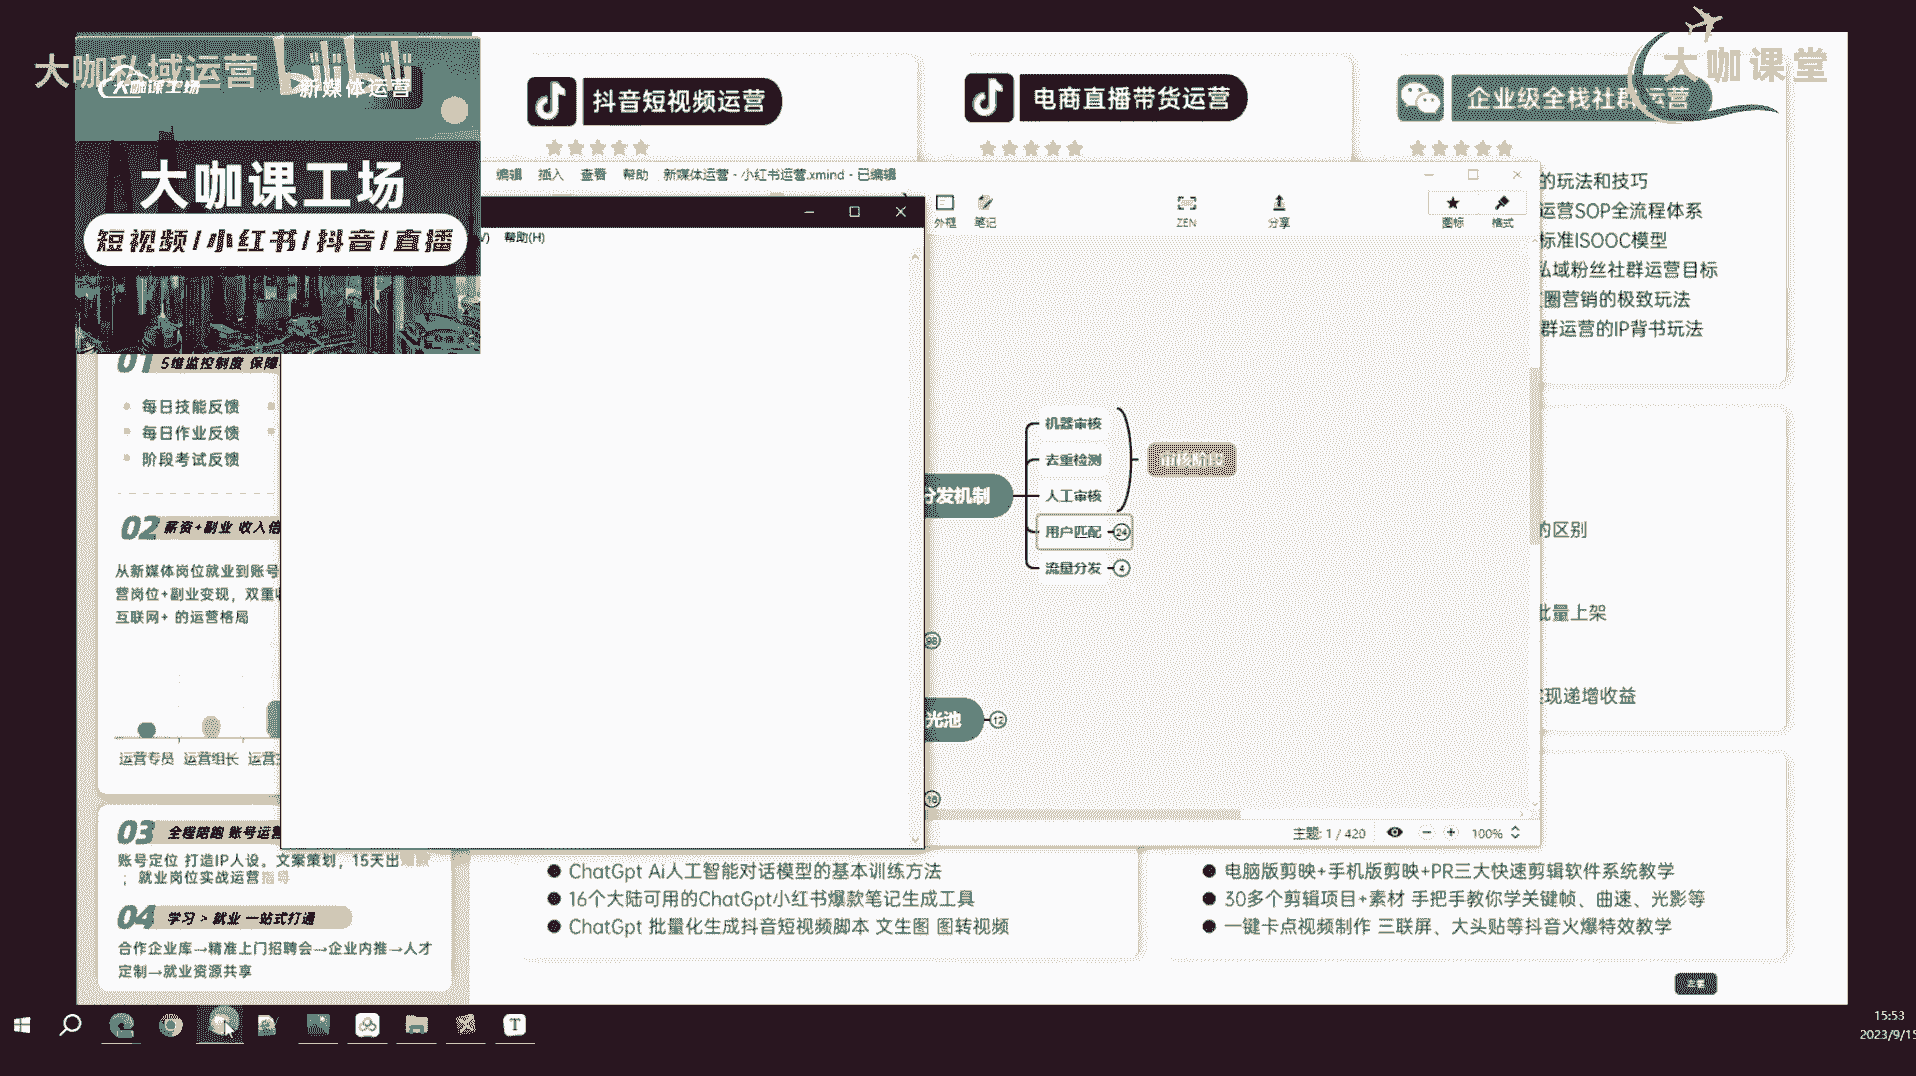 大咖私域运营
bilibili
大咖课工场
新媒体运营
大咖课工场
短视频/小红书/抖音/直播
大咖课堂
抖音短视频运营
电商直播带货运营
企业级全栈社群运营
编辑 插入 查看 帮助 新媒体运营 - 小红书运营.xmind - 已编辑
外框 笔记 ZEN 分享 图标 格式
帮助(H)
的玩法和技巧
运营SOP全流程体系
标准ISOOC模型
私域粉丝社群运营目标
圈营销的极致玩法
群运营的IP背书玩法
01 5维监控制度 保障
每日技能反馈
每日作业反馈
阶段考试反馈
02 薪资+副业 收入倍
从新媒体岗位就业到账号
营岗位+副业变现，双重
互联网+ 的运营格局
运营专员 运营组长 运营
分发机制
机器审核
去重检测
人工审核
用户匹配 24
流量分发 4
审核阶段
98
光池 12
16
的区别
批量上架
实现递增收益
主题: 1 / 420 100%
03 全程陪跑 账号运营
账号定位 打造IP人设。文案策划，15天出
；就业岗位实战运营指导
04 学习 > 就业 一站式打通
合作企业库→精准上门招聘会→企业内推→人才
定制→就业资源共享
ChatGpt Ai人工智能对话模型的基本训练方法
16个大陆可用的ChatGpt小红书爆款笔记生成工具
ChatGpt 批量化生成抖音短视频脚本 文生图 图转视频
电脑版剪映+手机版剪映+PR三大快速剪辑软件系统教学
30多个剪辑项目+素材 手把手教你学关键帧、曲速、光影等
一键卡点视频制作 三联屏、大头贴等抖音火爆特效教学
15:53
2023/9/15